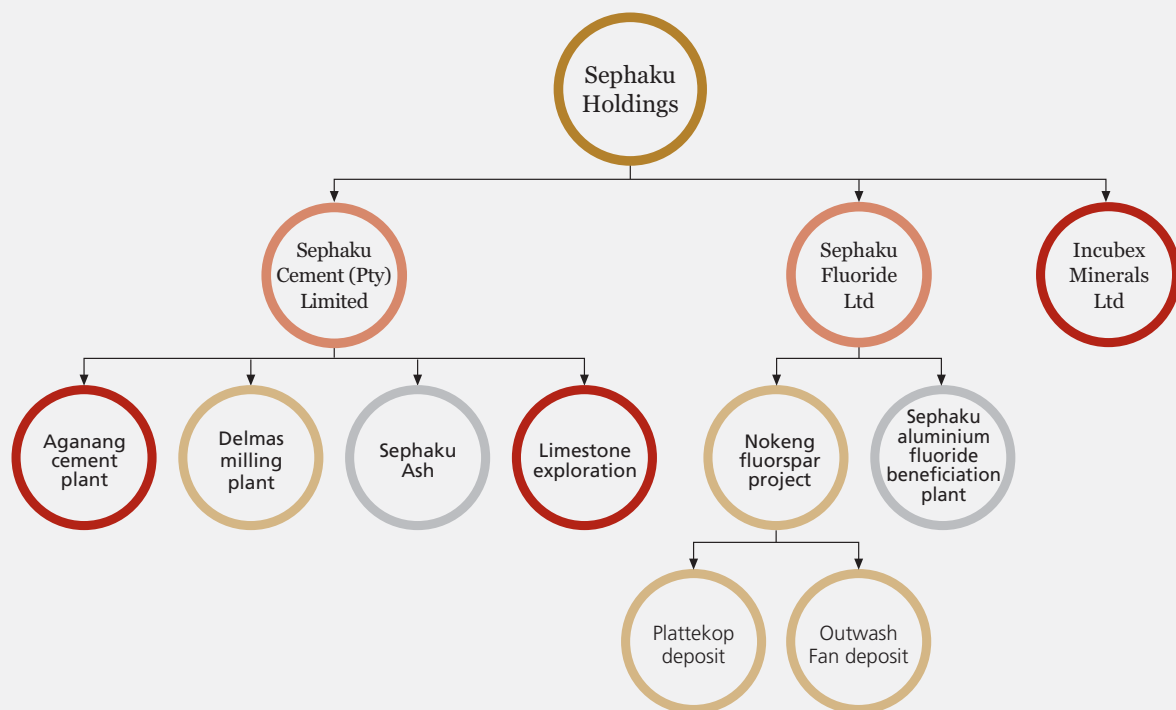 Sephaku
Holdings
Sephaku
Cement (Pty)
Limited
Sephaku
Fluoride
Ltd
Incubex
Minerals
Ltd
Aganang
cement
plant
Delmas
milling
plant
Sephaku
Ash
Limestone
exploration
Nokeng
fluorspar
project
Sephaku
aluminium
fluoride
beneficiation
plant
Plattekop
deposit
Outwash
Fan deposit